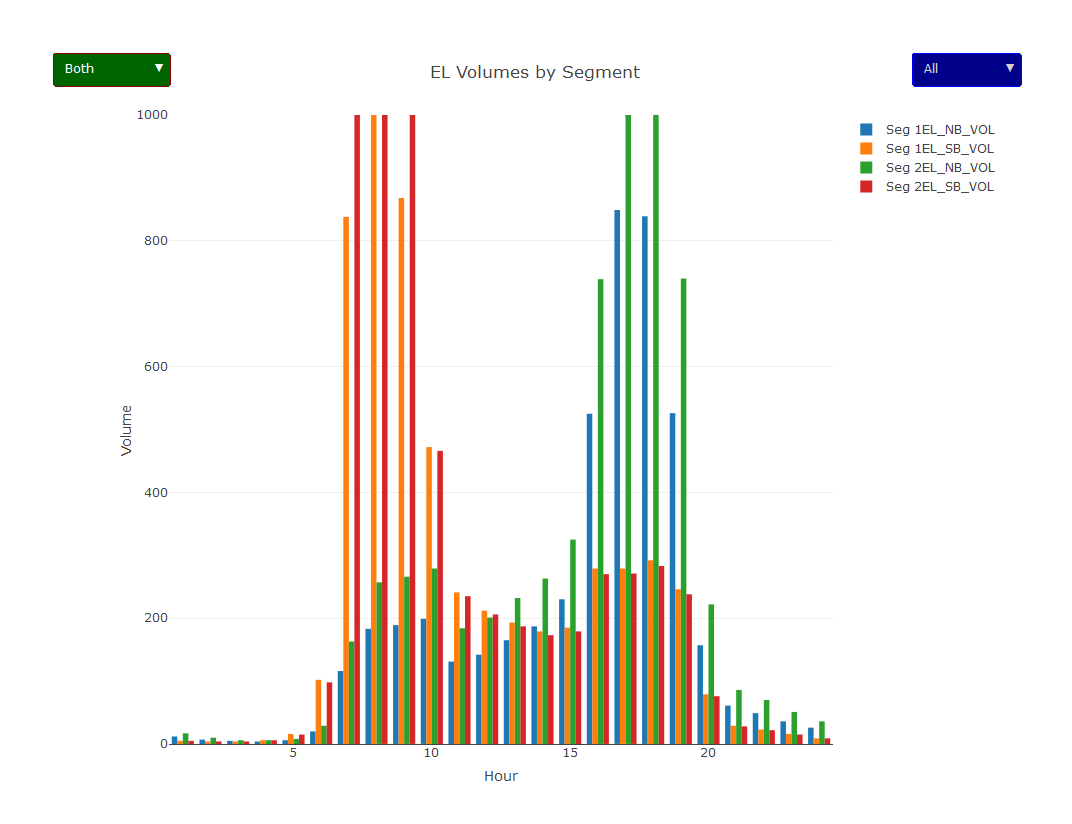 Both ▼
EL Volumes by Segment
All ▼
1000
800
600
400
200
0
Volume
5
10
15
20
Hour
Seg 1EL_NB_VOL
Seg 1EL_SB_VOL
Seg 2EL_NB_VOL
Seg 2EL_SB_VOL